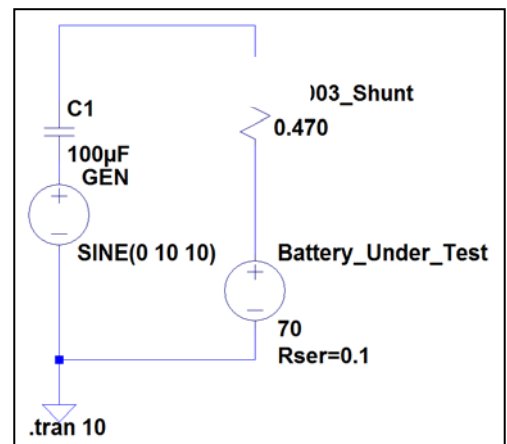 C1
100µF
GEN
SINE(0 10 10)
)03_Shunt
0.470
Battery_Under_Test
70
Rser=0.1
.tran 10